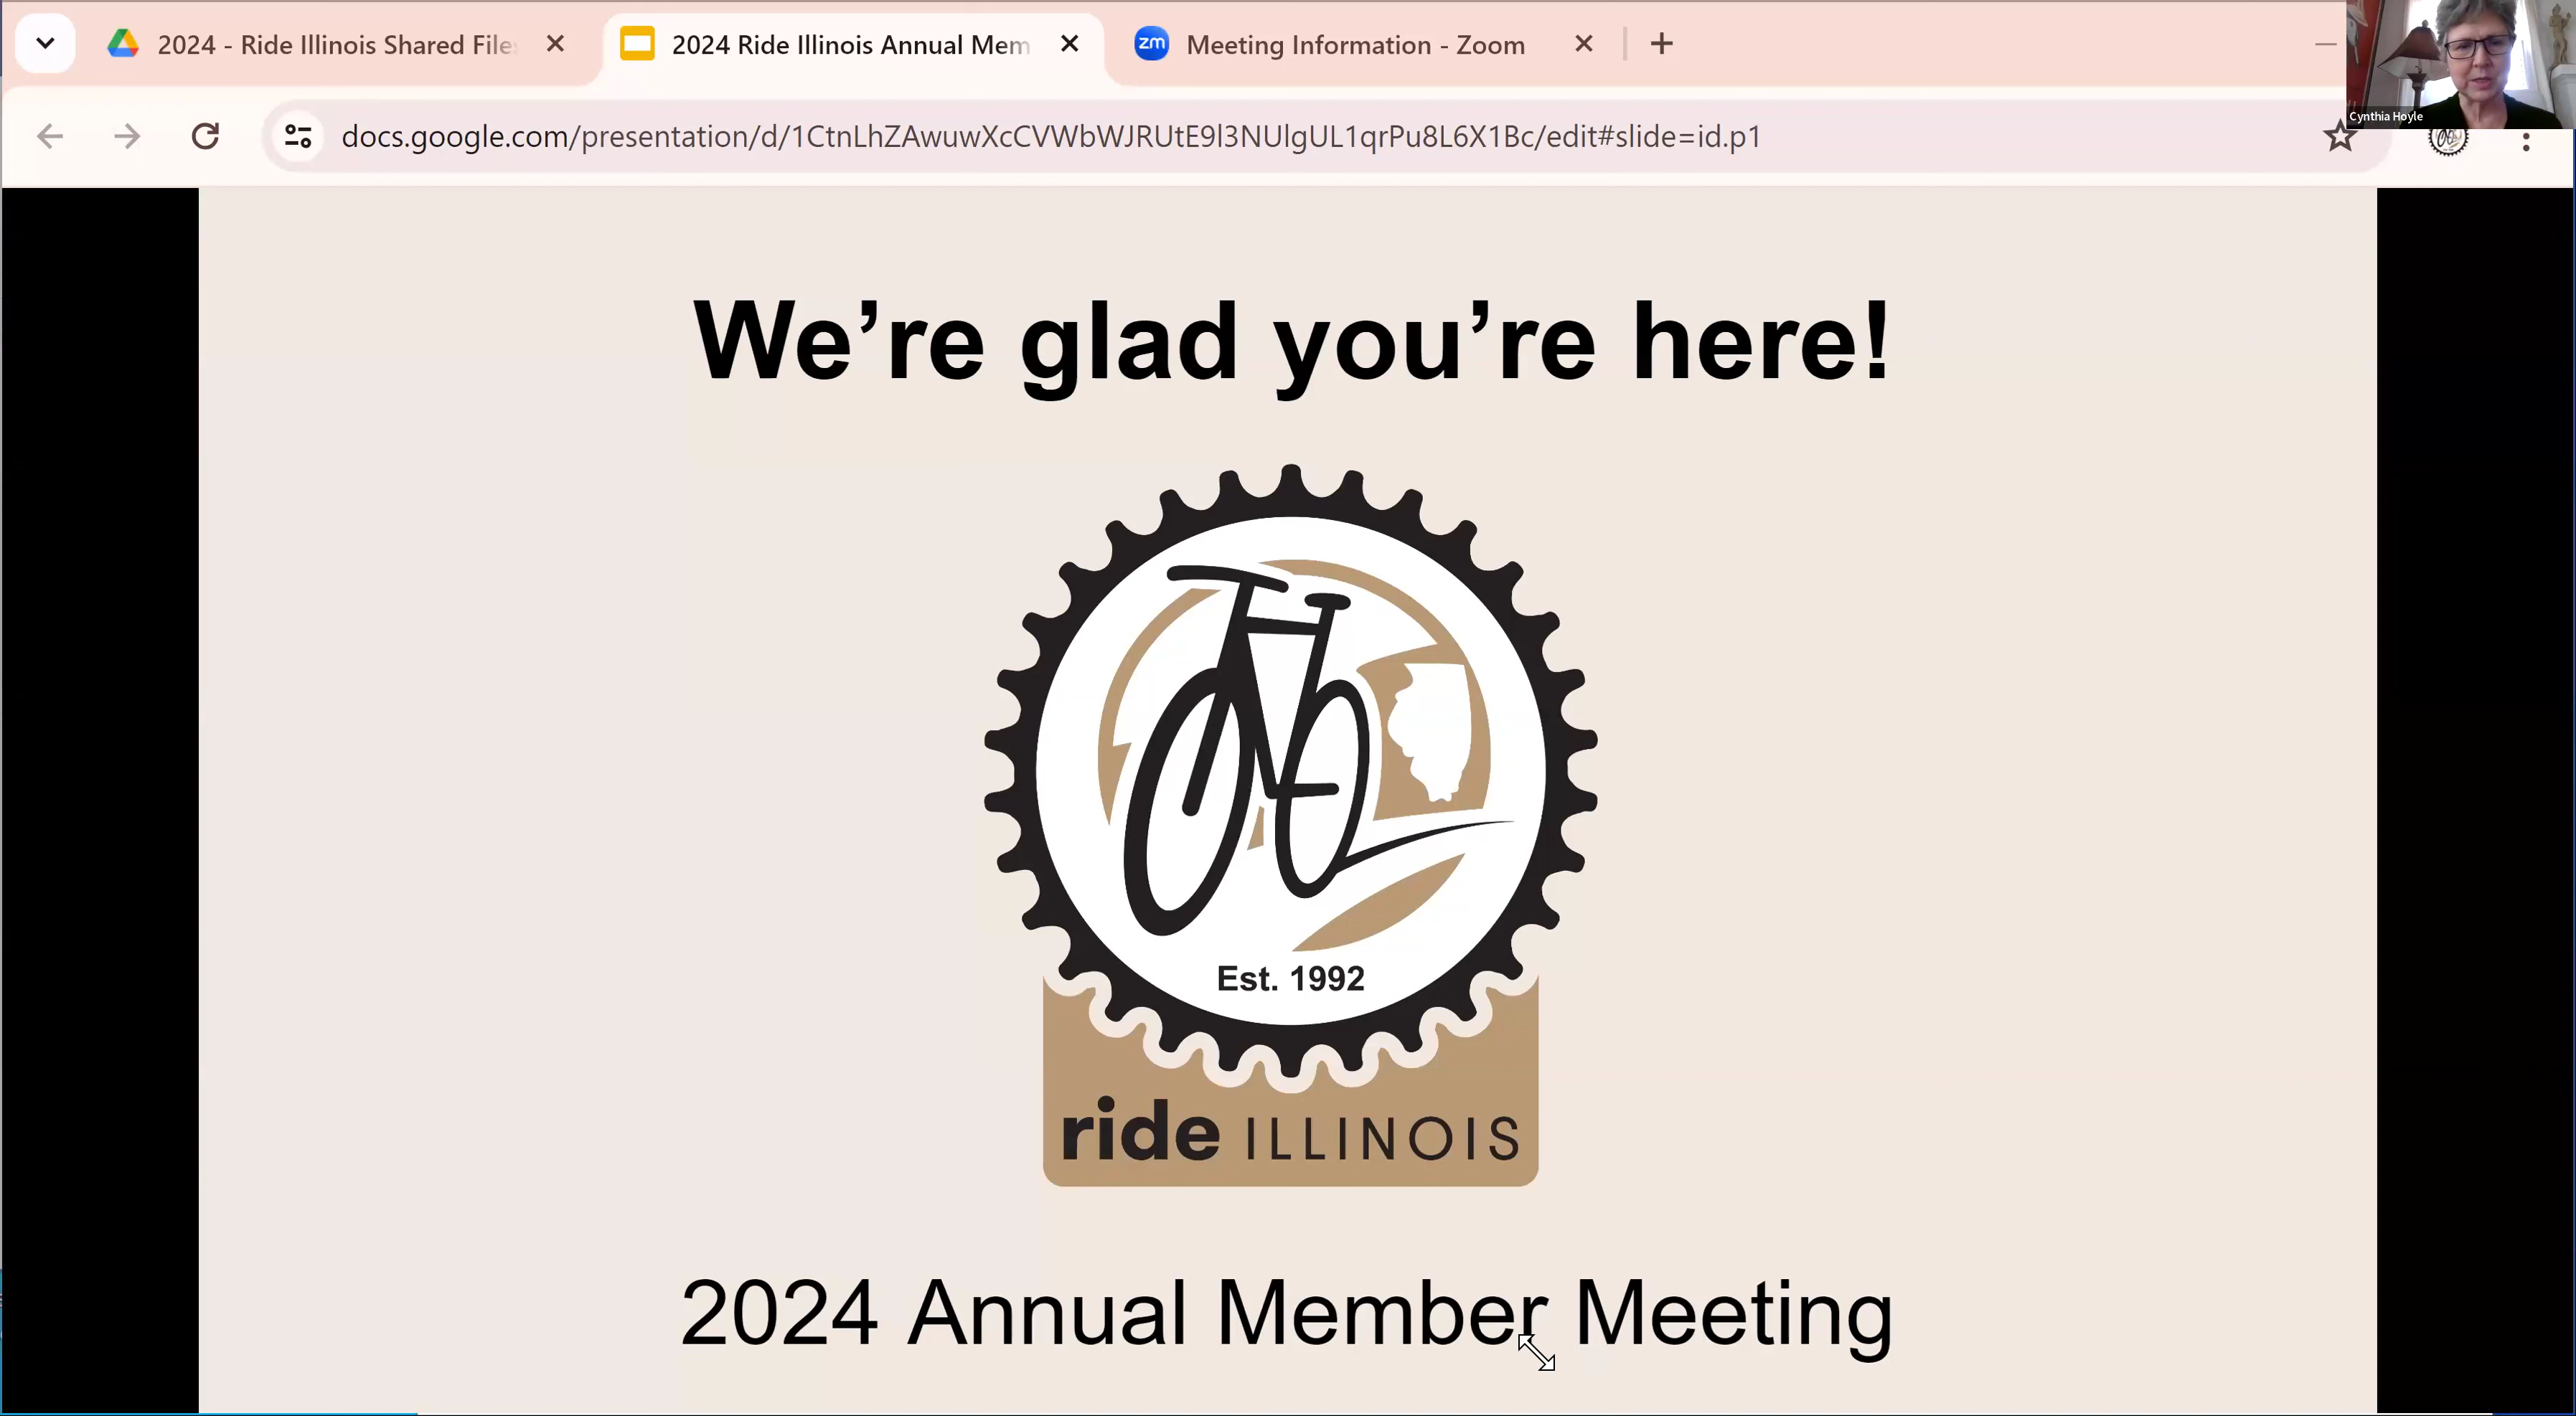 2024 - Ride Illinois Shared File
2024 Ride Illinois Annual Mem
zm Meeting Information - Zoom
docs.google.com/presentation/d/1CtnLhZAwuwXcCVWbWJRUtE9l3NUlgUL1qrPu8L6X1Bc/edit#slide=id.p1
Cynthia Hoyle
We’re glad you’re here!
Est. 1992
ride ILLINOIS
2024 Annual Member Meeting